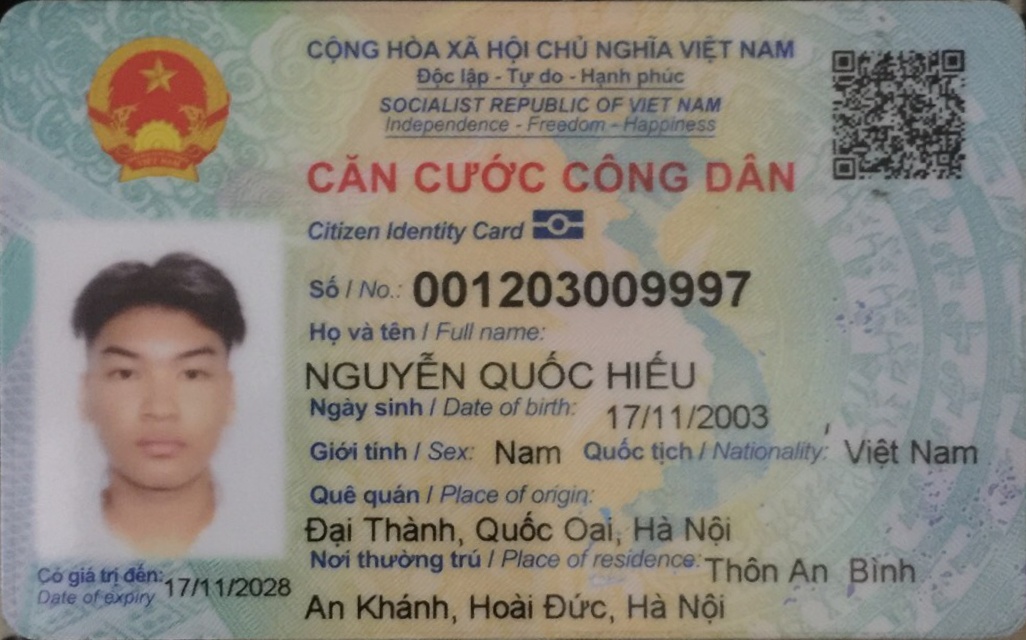 CỘNG HÒA XÃ HỘI CHỦ NGHĨA VIỆT NAM
Độc lập - Tự do - Hạnh phúc
SOCIALIST REPUBLIC OF VIET NAM
Independence - Freedom - Happiness
CĂN CƯỚC CÔNG DÂN
Citizen Identity Card
Số / No.: 001203009997
Họ và tên / Full name:
NGUYỄN QUỐC HIẾU
Ngày sinh / Date of birth: 17/11/2003
Giới tính / Sex: Nam Quốc tịch / Nationality: Việt Nam
Quê quán / Place of origin:
Đại Thành, Quốc Oai, Hà Nội
Nơi thường trú / Place of residence: Thôn An Bình
An Khánh, Hoài Đức, Hà Nội
Có giá trị đến: 17/11/2028
Date of expiry